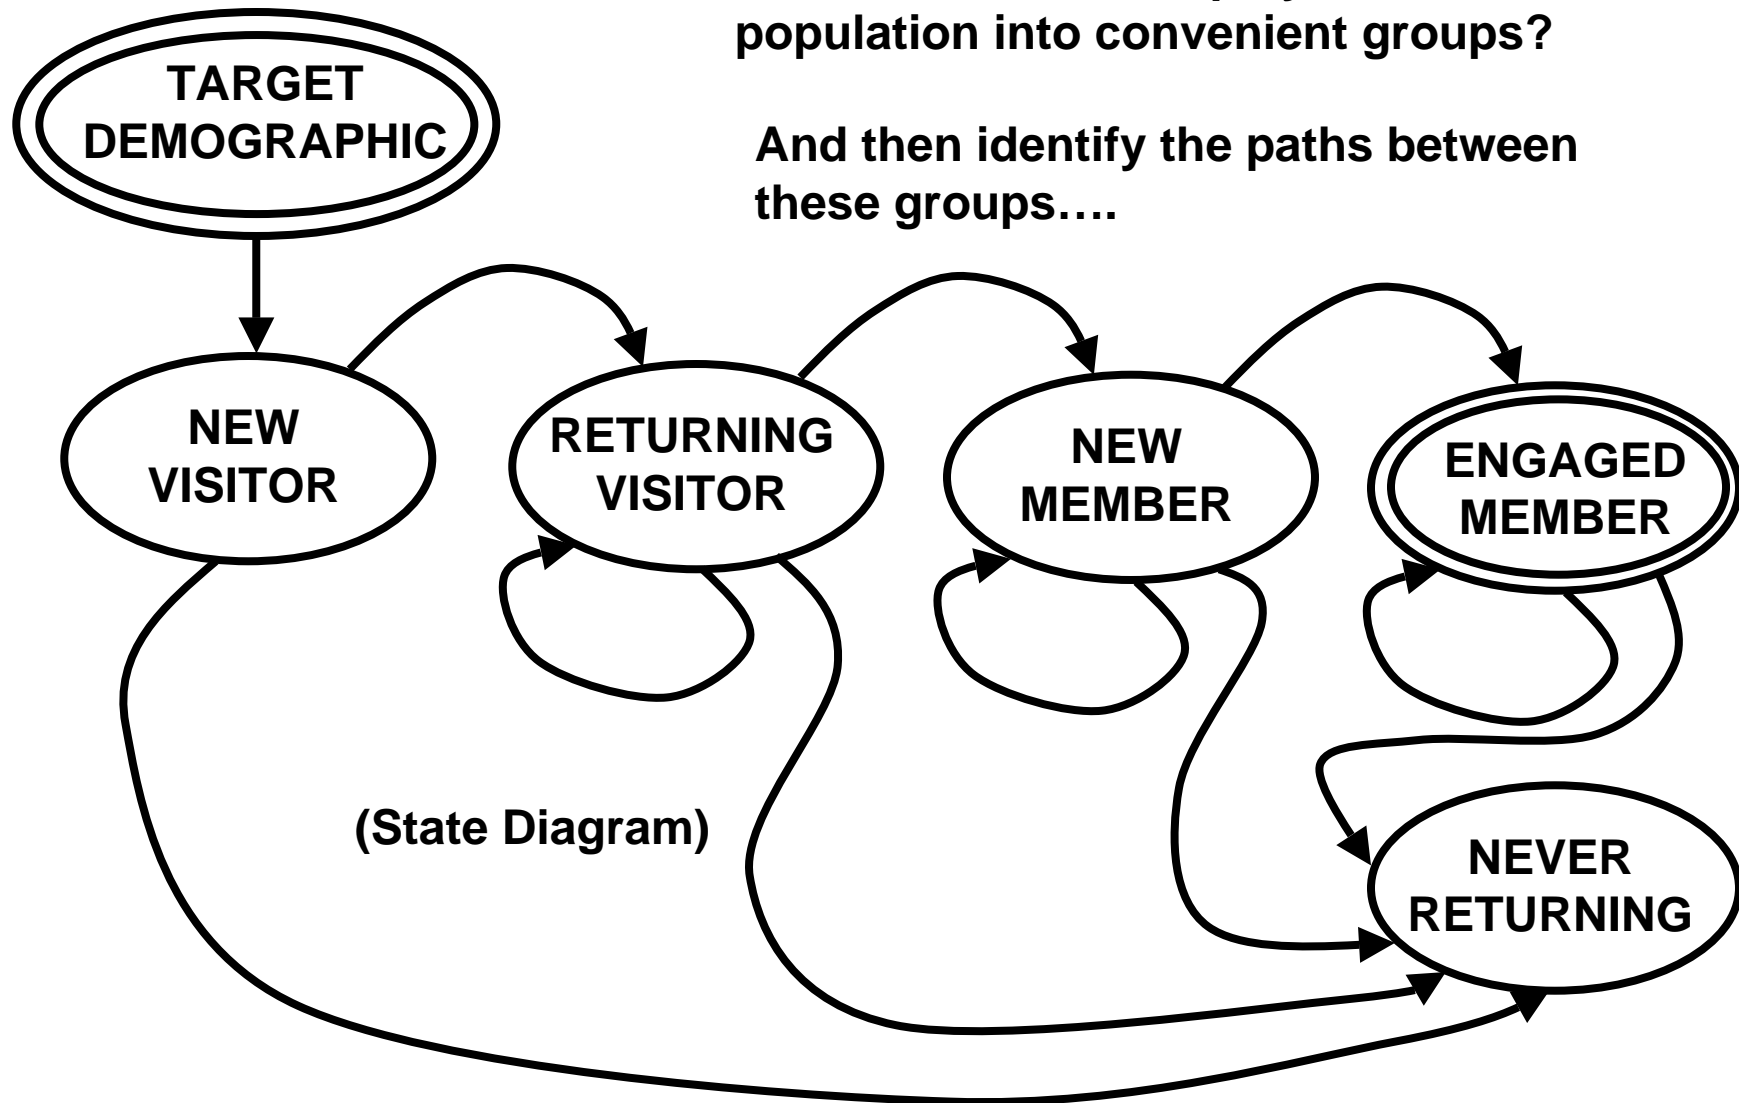 population into convenient groups?
And then identify the paths between
these groups….
TARGET
DEMOGRAPHIC
NEW
VISITOR
RETURNING
VISITOR
NEW
MEMBER
ENGAGED
MEMBER
(State Diagram)
NEVER
RETURNING